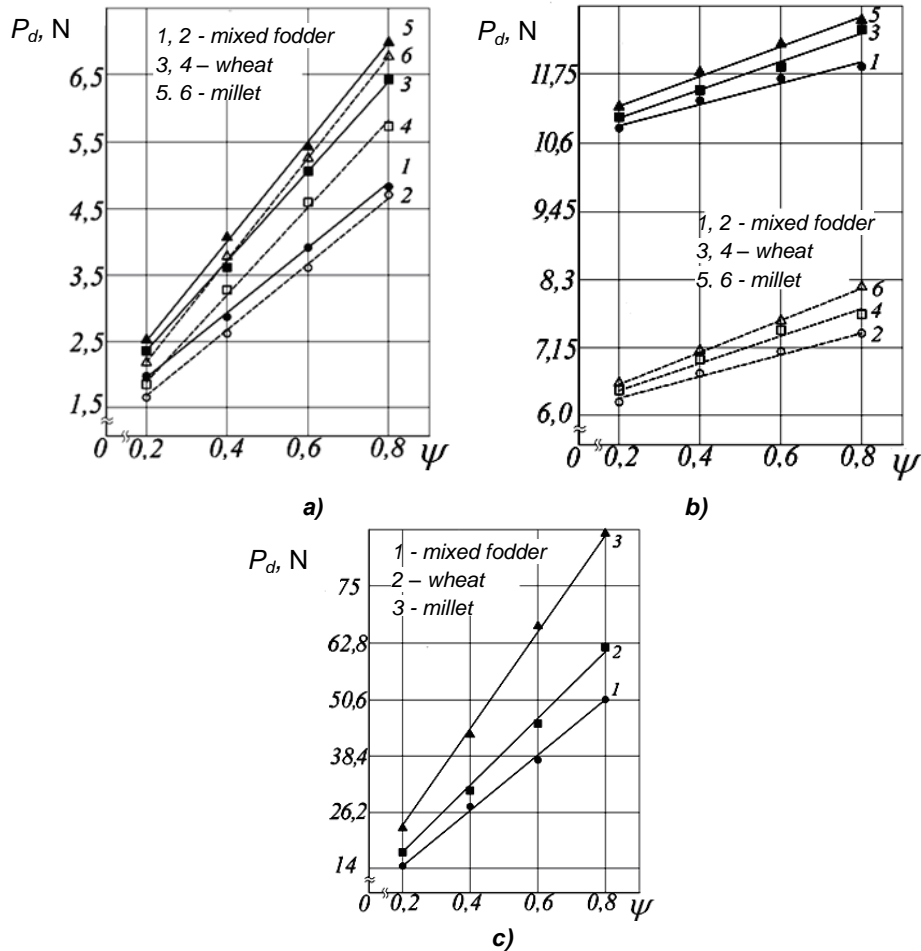 P_d, N
1, 2 - mixed fodder
3, 4 – wheat
5. 6 - millet
5
6
3
4
1
2
6,5
5,5
4,5
3,5
2,5
1,5
0
0,2
0,4
0,6
0,8
ψ
a)
P_d, N
5
3
1
11,75
10,6
9,45
8,3
7,15
6,0
1, 2 - mixed fodder
3, 4 – wheat
5. 6 - millet
6
4
2
0
0,2
0,4
0,6
0,8
ψ
b)
P_d, N
1 - mixed fodder
2 – wheat
3 - millet
3
2
1
75
62,8
50,6
38,4
26,2
14
0
0,2
0,4
0,6
0,8
ψ
c)